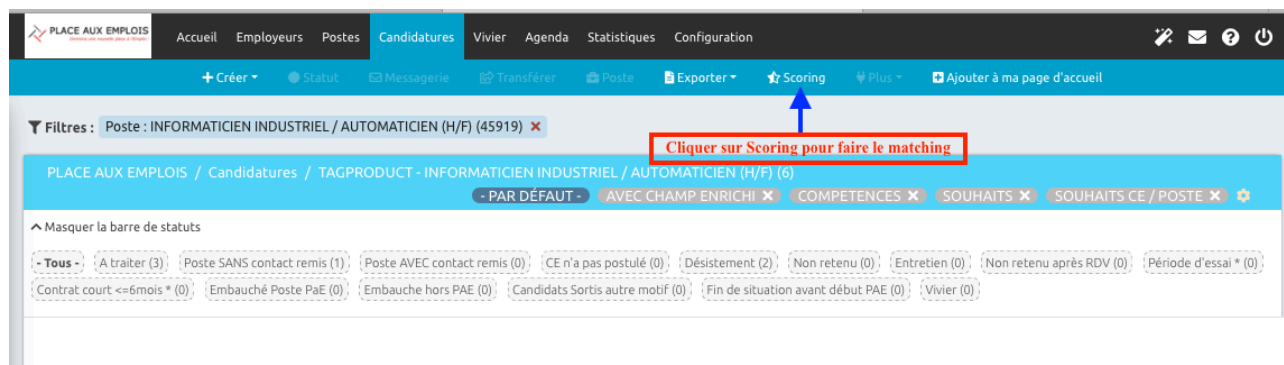 PLACE AUX EMPLOIS
Accueil Employeurs Postes Candidatures Vivier Agenda Statistiques Configuration
Créer Statut Messagerie Transférer Poste Exporter Scoring Plus Ajouter à ma page d'accueil
Filtres : Poste : INFORMATICIEN INDUSTRIEL / AUTOMATICIEN (H/F) (45919)
Cliquer sur Scoring pour faire le matching
PLACE AUX EMPLOIS / Candidatures / TAGPRODUCT - INFORMATICIEN INDUSTRIEL / AUTOMATICIEN (H/F) (6)
- PAR DÉFAUT - AVEC CHAMP ENRICHI COMPETENCES SOUHAITS SOUHAITS CE / POSTE
Masquer la barre de statuts
- Tous - A traiter (3) Poste SANS contact remis (1) Poste AVEC contact remis (0) CE n'a pas postulé (0) Désistement (2) Non retenu (0) Entretien (0) Non retenu après RDV (0) Période d'essai * (0)
Contrat court <=6mois * (0) Embauché Poste PaE (0) Embauche hors PAE (0) Candidats Sortis autre motif (0) Fin de situation avant début PAE (0) Vivier (0)